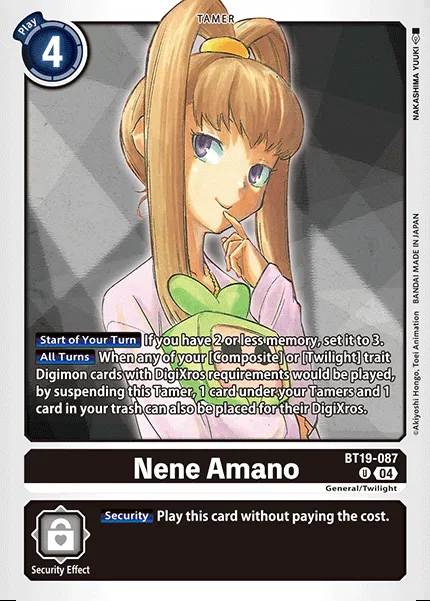 TAMER
Play
4
NAKASHIMA YUUKI
Start of Your Turn If you have 2 or less memory, set it to 3.
All Turns When any of your [Composite] or [Twilight] trait
Digimon cards with DigiXros requirements would be played,
by suspending this Tamer, 1 card under your Tamers and 1
card in your trash can also be placed for their DigiXros.
©Akiyoshi Hongo, Toei Animation BANDAI MADE IN JAPAN
Nene Amano
BT19-087
U 04
General/Twilight
Security Play this card without paying the cost.
Security Effect